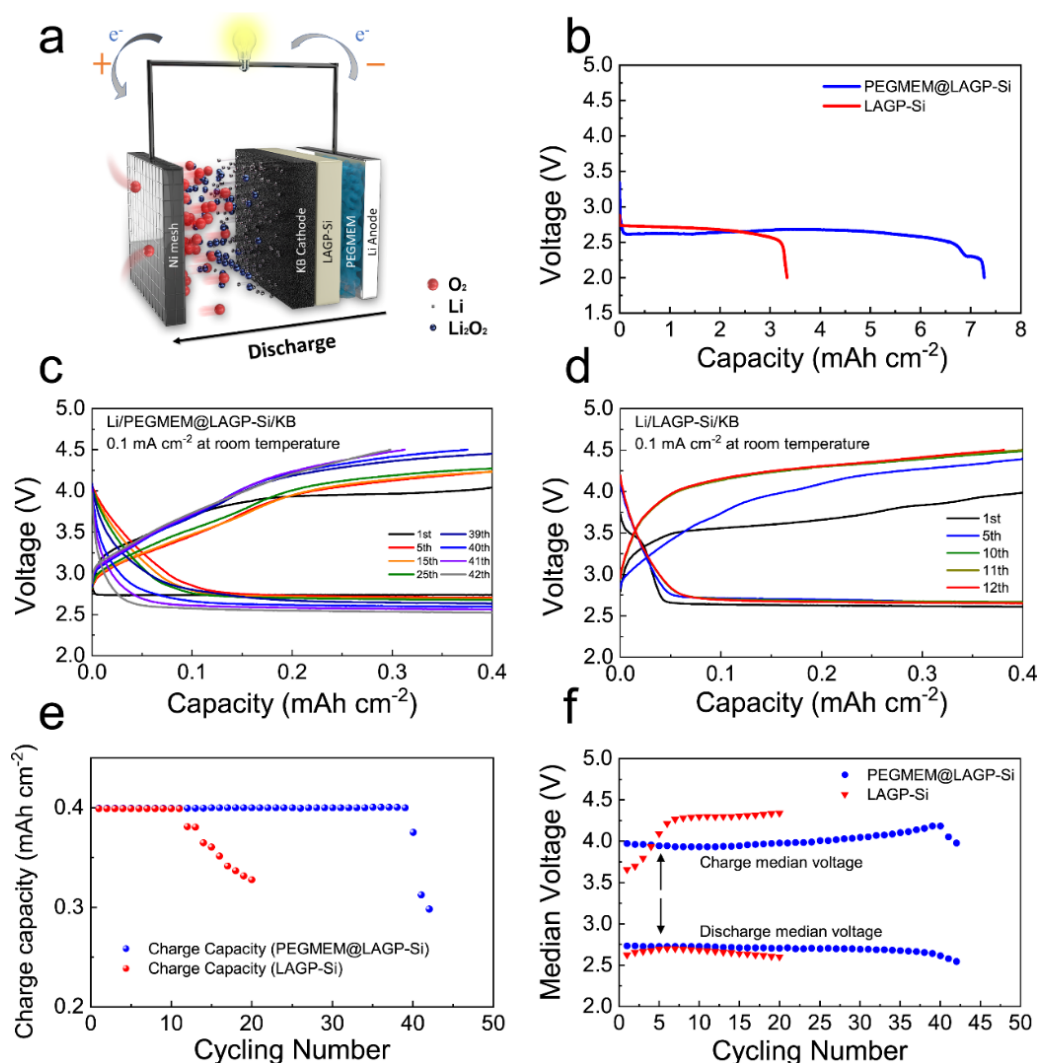 a
e-
e-
+
−
Ni mesh
KB Cathode
LAGP-Si
PEGMEM
Li Anode
O₂
Li
Li₂O₂
Discharge
b
PEGMEM@LAGP-Si
LAGP-Si
5.0
4.5
4.0
3.5
3.0
2.5
2.0
1.5
Voltage (V)
0 1 2 3 4 5 6 7 8
Capacity (mAh cm⁻²)
c
Li/PEGMEM@LAGP-Si/KB
0.1 mA cm⁻² at room temperature
5.0
4.5
4.0
3.5
3.0
2.5
2.0
Voltage (V)
1st 39th
5th 40th
15th 41th
25th 42th
0.0 0.1 0.2 0.3 0.4
Capacity (mAh cm⁻²)
d
Li/LAGP-Si/KB
0.1 mA cm⁻² at room temperature
5.0
4.5
4.0
3.5
3.0
2.5
2.0
Voltage (V)
1st
5th
10th
11th
12th
0.0 0.1 0.2 0.3 0.4
Capacity (mAh cm⁻²)
e
0.4
0.3
0.2
Charge capacity (mAh cm⁻²)
Charge Capacity (PEGMEM@LAGP-Si)
Charge Capacity (LAGP-Si)
0 10 20 30 40 50
Cycling Number
f
PEGMEM@LAGP-Si
LAGP-Si
5.0
4.5
4.0
3.5
3.0
2.5
2.0
Median Voltage (V)
Charge median voltage
Discharge median voltage
0 5 10 15 20 25 30 35 40 45 50
Cycling Number